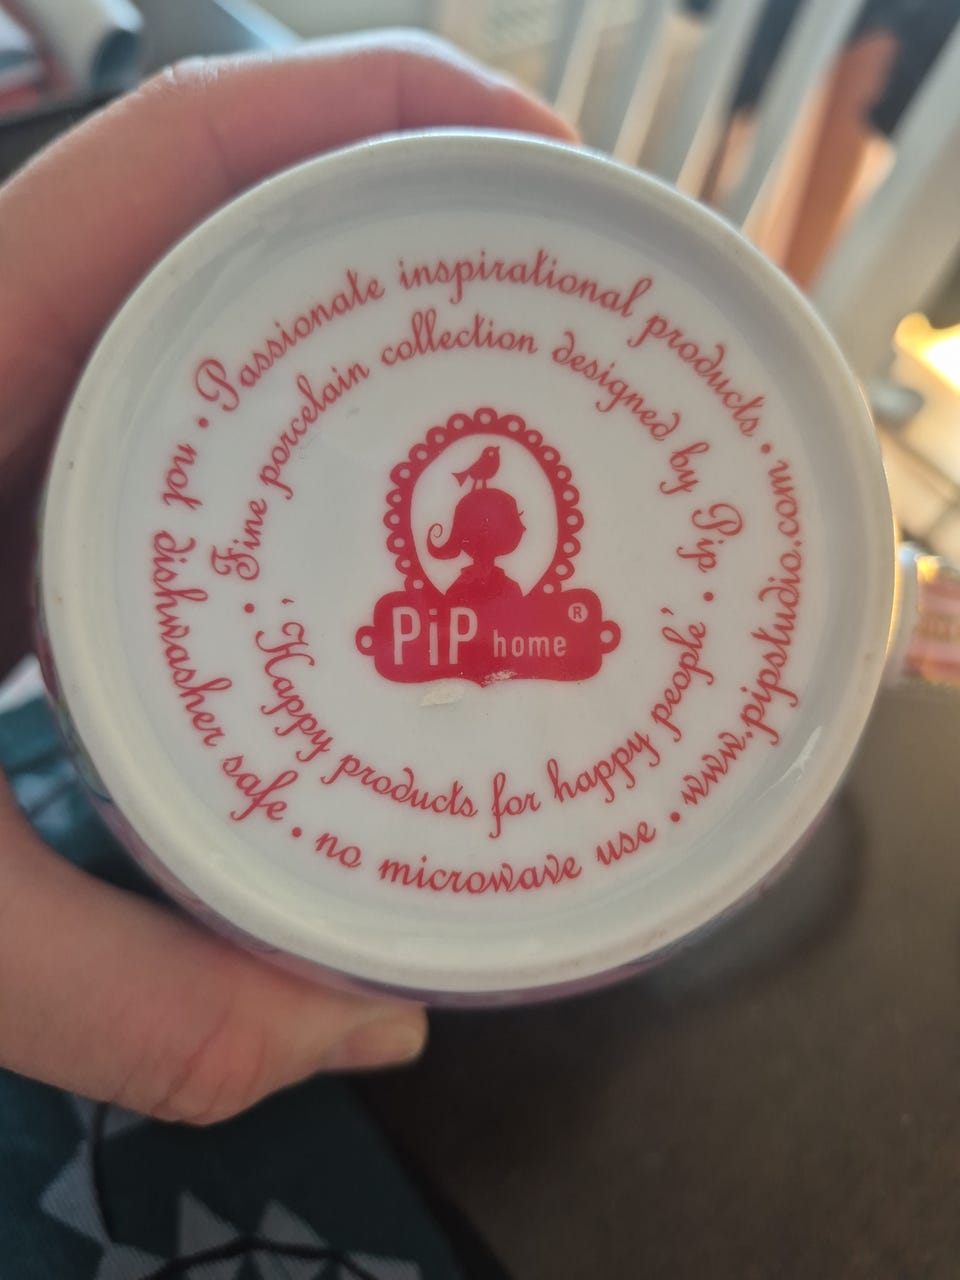 Passionate inspirational products •
not dishwasher safe • no microwave use • www.pipstudio.com •
Fine porcelain collection designed by Pip •
'Happy products for happy people' •
PiP home ®